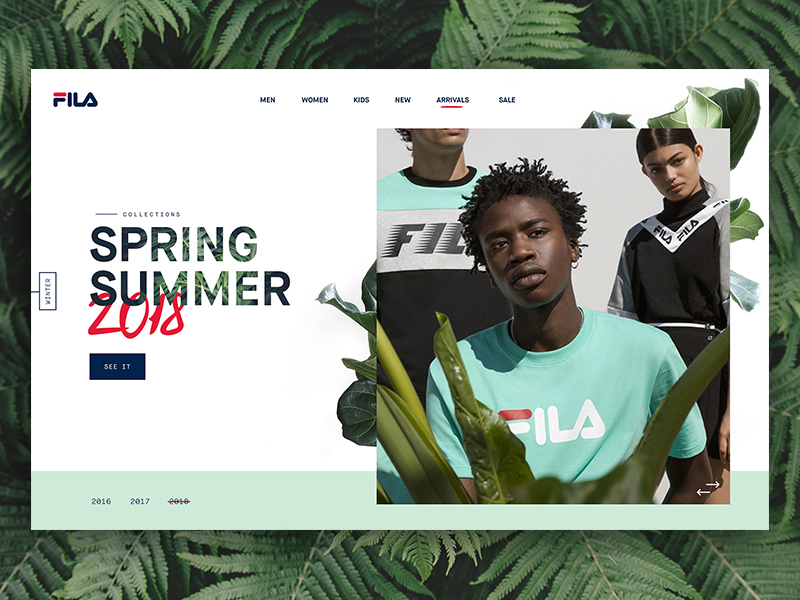 FILA
MEN WOMEN KIDS NEW ARRIVALS SALE
COLLECTIONS
SPRING
SUMMER
2018
WINTER
SEE IT
FILA
FILA
FILA
2016 2017 2018